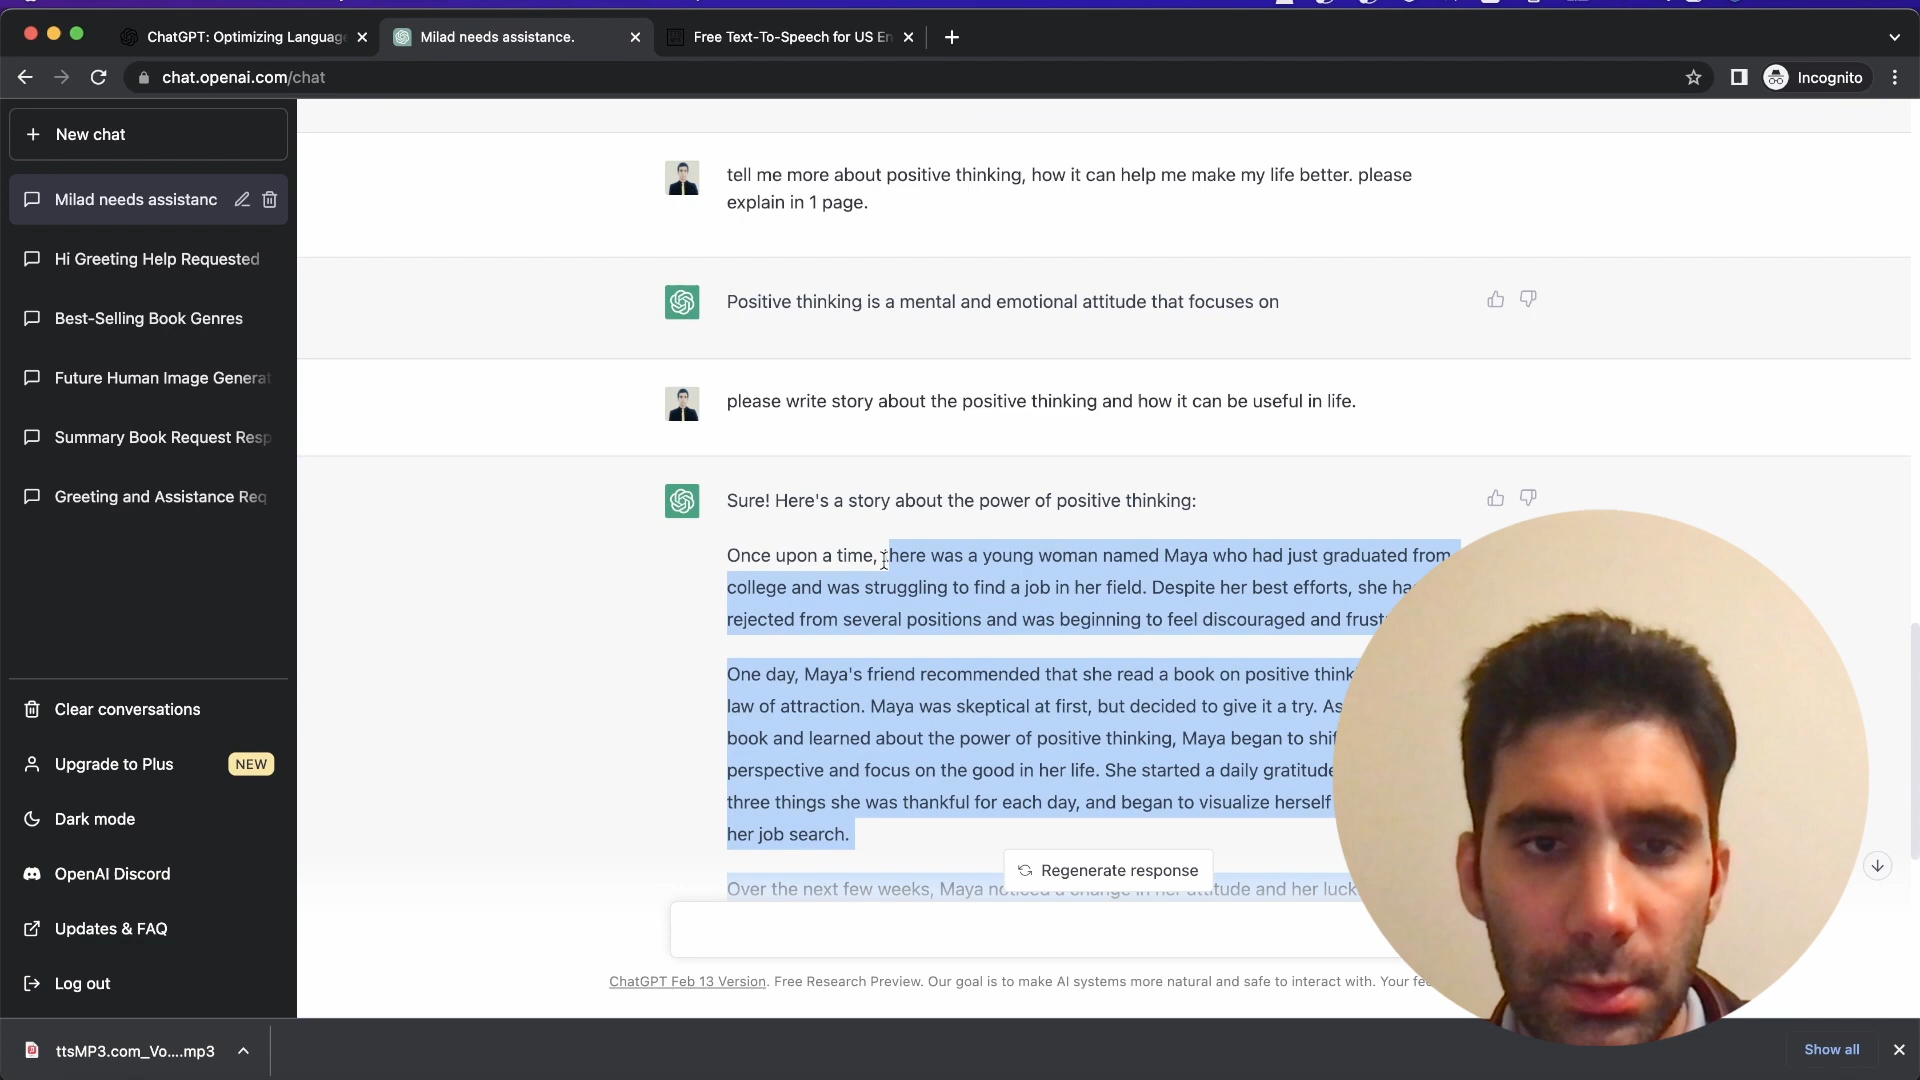 ChatGPT: Optimizing Language
Milad needs assistance.
Free Text-To-Speech for US En
chat.openai.com/chat
Incognito
New chat
Milad needs assistanc
Hi Greeting Help Requested
Best-Selling Book Genres
Future Human Image Generat
Summary Book Request Resp
Greeting and Assistance Req
Clear conversations
Upgrade to Plus
NEW
Dark mode
OpenAI Discord
Updates & FAQ
Log out
tell me more about positive thinking, how it can help me make my life better. please
explain in 1 page.
Positive thinking is a mental and emotional attitude that focuses on
please write story about the positive thinking and how it can be useful in life.
Sure! Here's a story about the power of positive thinking:
Once upon a time, there was a young woman named Maya who had just graduated from
college and was struggling to find a job in her field. Despite her best efforts, she
rejected from several positions and was beginning to feel discouraged and
One day, Maya's friend recommended that she read a book on positive
law of attraction. Maya was skeptical at first, but decided to give it a try. As
book and learned about the power of positive thinking, Maya began to
perspective and focus on the good in her life. She started a daily gratitude
three things she was thankful for each day, and began to visualize herself
her job search.
Over the next few weeks, Maya noticed a change in her attitude and her luck
Regenerate response
ChatGPT Feb 13 Version. Free Research Preview. Our goal is to make AI systems more natural and safe to interact with. Your
ttsMP3.com_Vo....mp3
Show all